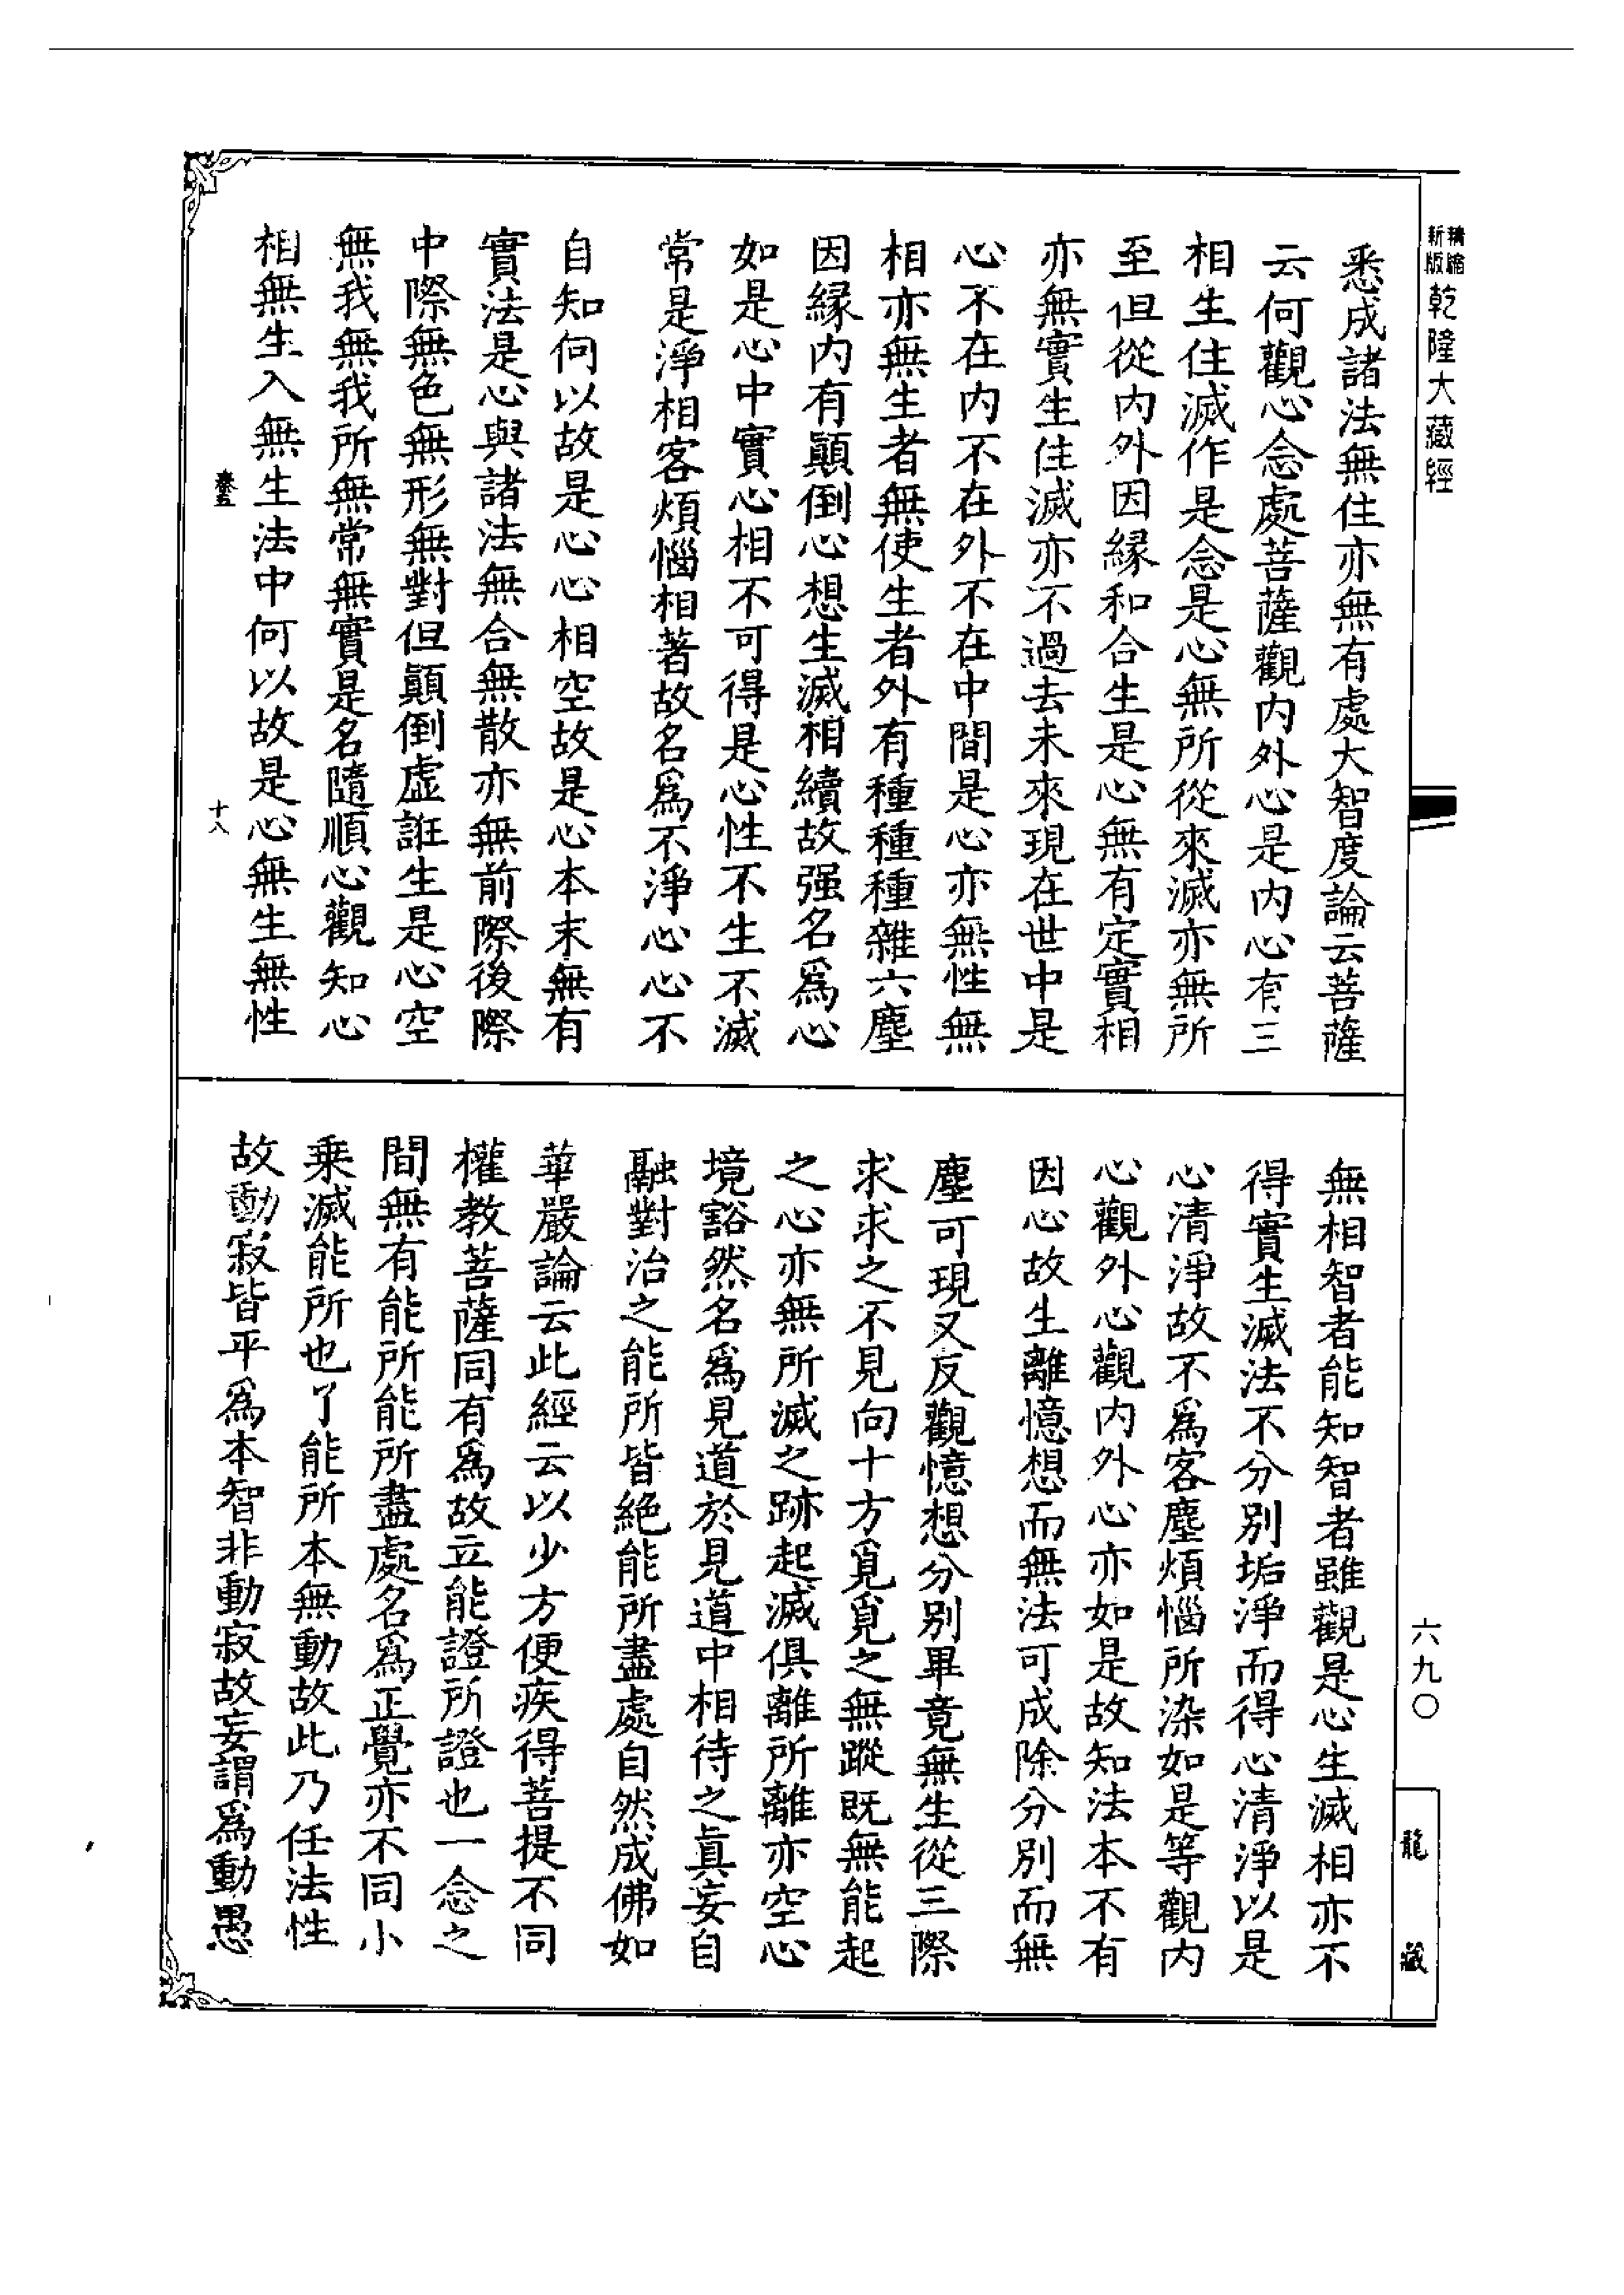 精縮
新版
乾隆大藏經
悉成諸法無住亦無有處大智度論云菩薩
云何觀心念處菩薩觀內外心是內心有三
相生住滅作是念是心無所從來滅亦無所
至但從內外因緣和合生是心無有定實相
亦無實生住滅亦不過去未來現在世中是
心不在內不在外不在中間是心亦無性無
相亦無生者無使生者外有種種種雜六塵
因緣內有顛倒心想生滅相續故强名爲心
如是心中實心相不可得是心性不生不滅
常是淨相客煩惱相著故名爲不淨心心不
自知何以故是心心相空故是心本末無有
實法是心與諸法無合無散亦無前際後際
中際無色無形無對但顛倒虛誑生是心空
無我無我所無常無實是名隨順心觀知心
相無生入無生法中何以故是心無生無性
十八
無相智者能知智者雖觀是心生滅相亦不
得實生滅法不分別垢淨而得心清淨以是
心清淨故不爲客塵煩惱所染如是等觀內
心觀外心觀內外心亦如是故知法本不有
因心故生離憶想而無法可成除分別而無
塵可現又反觀憶想分別畢竟無生從三際
求求之不見向十方覓覓之無蹤既無能起
之心亦無所滅之跡起滅俱離所離亦空心
境豁然名爲見道於見道中相待之眞妄自
融對治之能所皆絶能所盡處自然成佛如
華嚴論云此經云以少方便疾得菩提不同
權教菩薩同有爲故立能證所證也一念之
間無有能所能所盡處名爲正覺亦不同小
乘滅能所也了能所本無動故此乃任法性
故動寂皆平爲本智非動寂故妄謂爲動愚
六九〇
龍藏